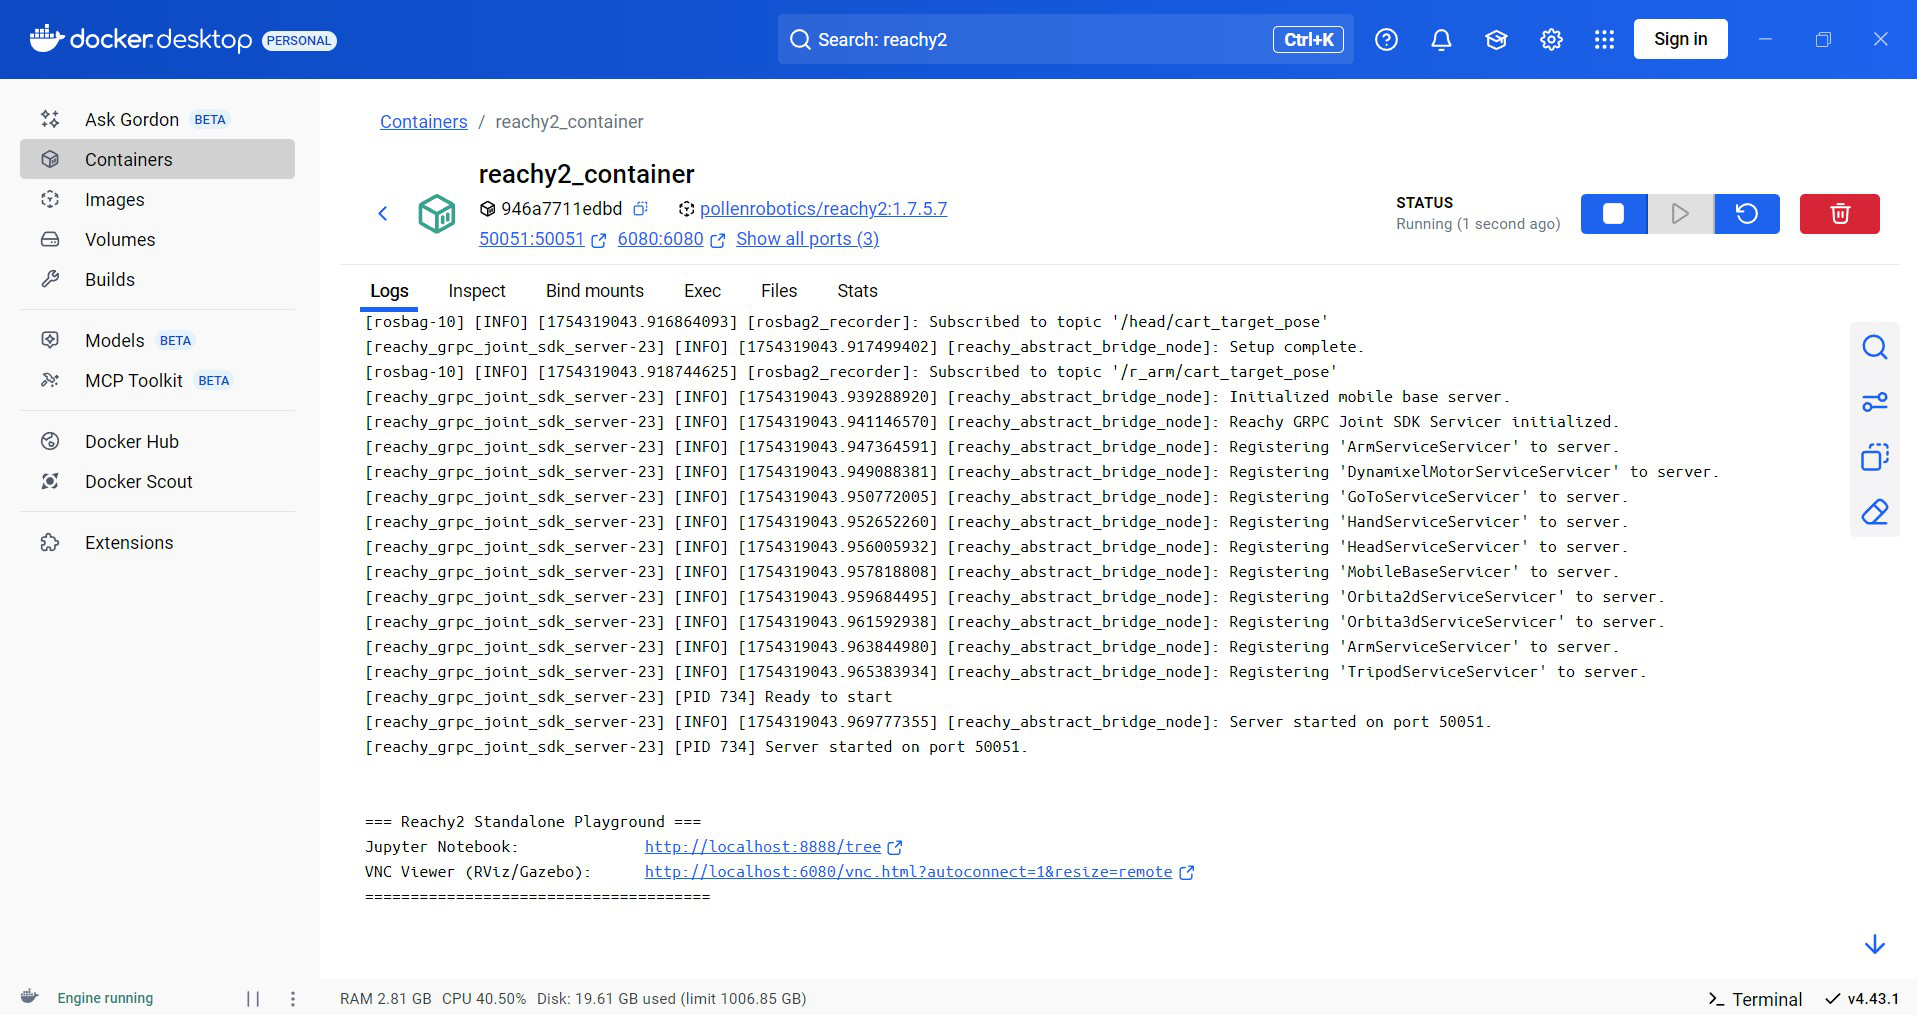 docker.desktop PERSONAL
Search: reachy2 Ctrl+K
Sign in
Ask Gordon BETA
Containers
Images
Volumes
Builds
Models BETA
MCP Toolkit BETA
Docker Hub
Docker Scout
Extensions
Containers / reachy2_container
reachy2_container
946a7711edbd pollenrobotics/reachy2:1.7.5.7
50051:50051 6080:6080 Show all ports (3)
STATUS
Running (1 second ago)
Logs Inspect Bind mounts Exec Files Stats
[rosbag-10] [INFO] [1754319043.916864093] [rosbag2_recorder]: Subscribed to topic '/head/cart_target_pose'
[reachy_grpc_joint_sdk_server-23] [INFO] [1754319043.917499402] [reachy_abstract_bridge_node]: Setup complete.
[rosbag-10] [INFO] [1754319043.918744625] [rosbag2_recorder]: Subscribed to topic '/r_arm/cart_target_pose'
[reachy_grpc_joint_sdk_server-23] [INFO] [1754319043.939288920] [reachy_abstract_bridge_node]: Initialized mobile base server.
[reachy_grpc_joint_sdk_server-23] [INFO] [1754319043.941146570] [reachy_abstract_bridge_node]: Reachy GRPC Joint SDK Servicer initialized.
[reachy_grpc_joint_sdk_server-23] [INFO] [1754319043.947364591] [reachy_abstract_bridge_node]: Registering 'ArmServiceServicer' to server.
[reachy_grpc_joint_sdk_server-23] [INFO] [1754319043.949088381] [reachy_abstract_bridge_node]: Registering 'DynamixelMotorServiceServicer' to server.
[reachy_grpc_joint_sdk_server-23] [INFO] [1754319043.950772005] [reachy_abstract_bridge_node]: Registering 'GoToServiceServicer' to server.
[reachy_grpc_joint_sdk_server-23] [INFO] [1754319043.952652260] [reachy_abstract_bridge_node]: Registering 'HandServiceServicer' to server.
[reachy_grpc_joint_sdk_server-23] [INFO] [1754319043.956005932] [reachy_abstract_bridge_node]: Registering 'HeadServiceServicer' to server.
[reachy_grpc_joint_sdk_server-23] [INFO] [1754319043.957818808] [reachy_abstract_bridge_node]: Registering 'MobileBaseServicer' to server.
[reachy_grpc_joint_sdk_server-23] [INFO] [1754319043.959684495] [reachy_abstract_bridge_node]: Registering 'Orbita2dServiceServicer' to server.
[reachy_grpc_joint_sdk_server-23] [INFO] [1754319043.961592938] [reachy_abstract_bridge_node]: Registering 'Orbita3dServiceServicer' to server.
[reachy_grpc_joint_sdk_server-23] [INFO] [1754319043.963844980] [reachy_abstract_bridge_node]: Registering 'ArmServiceServicer' to server.
[reachy_grpc_joint_sdk_server-23] [INFO] [1754319043.965383934] [reachy_abstract_bridge_node]: Registering 'TripodServiceServicer' to server.
[reachy_grpc_joint_sdk_server-23] [PID 734] Ready to start
[reachy_grpc_joint_sdk_server-23] [INFO] [1754319043.969777355] [reachy_abstract_bridge_node]: Server started on port 50051.
[reachy_grpc_joint_sdk_server-23] [PID 734] Server started on port 50051.
=== Reachy2 Standalone Playground ===
Jupyter Notebook: http://localhost:8888/tree
VNC Viewer (RViz/Gazebo): http://localhost:6080/vnc.html?autoconnect=1&resize=remote
======================================
Engine running
RAM 2.81 GB CPU 40.50% Disk: 19.61 GB used (limit 1006.85 GB)
Terminal v4.43.1